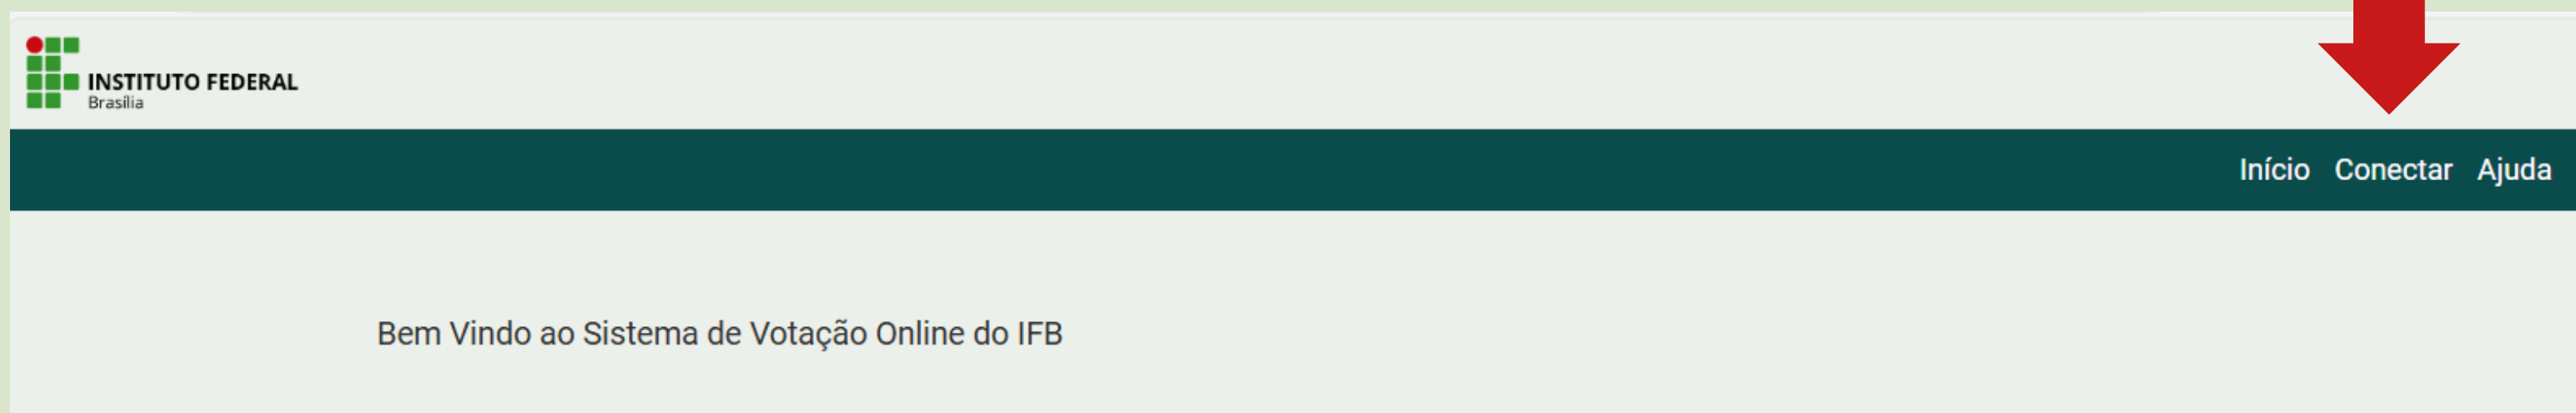 INSTITUTO FEDERAL
Brasília
Início Conectar Ajuda
Bem Vindo ao Sistema de Votação Online do IFB